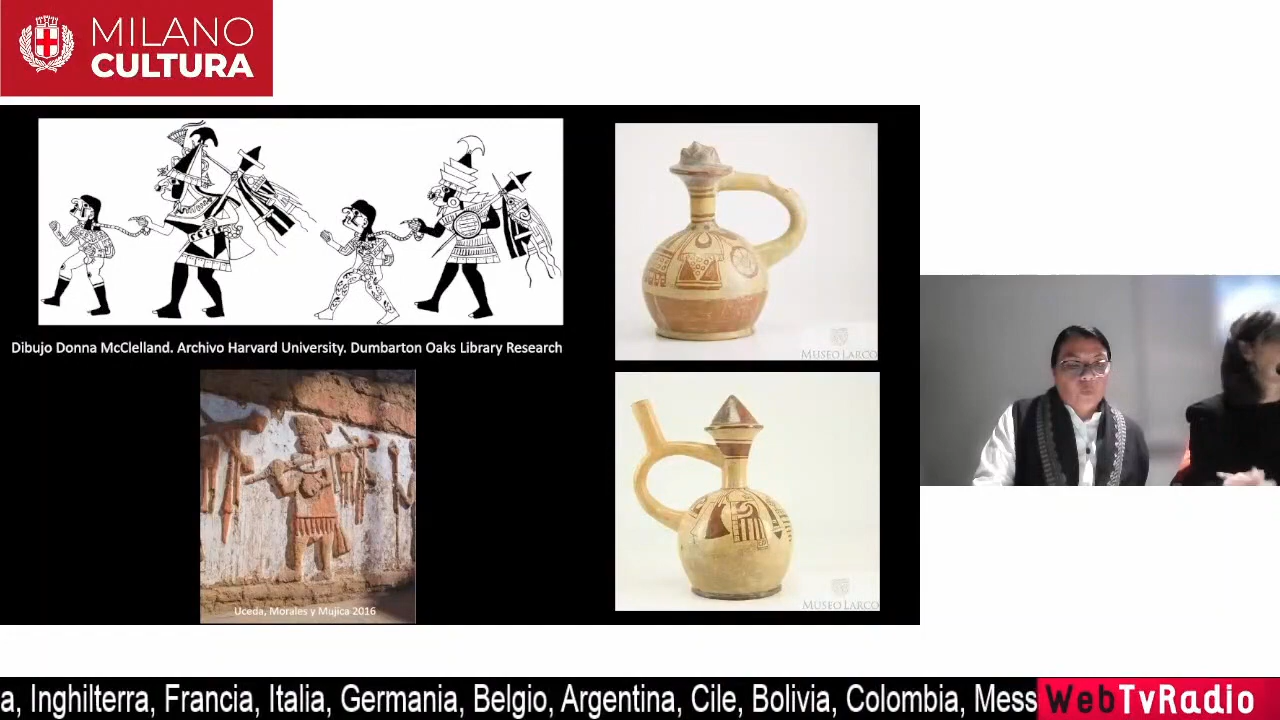 MILANO
CULTURA
Dibujo Donna McClelland. Archivo Harvard University. Dumbarton Oaks Library Research
Uceda, Morales y Mujica 2016
MUSEO LARCO
MUSEO LARCO
a, Inghilterra, Francia, Italia, Germania, Belgio, Argentina, Cile, Bolivia, Colombia, Mess
WebTvRadio